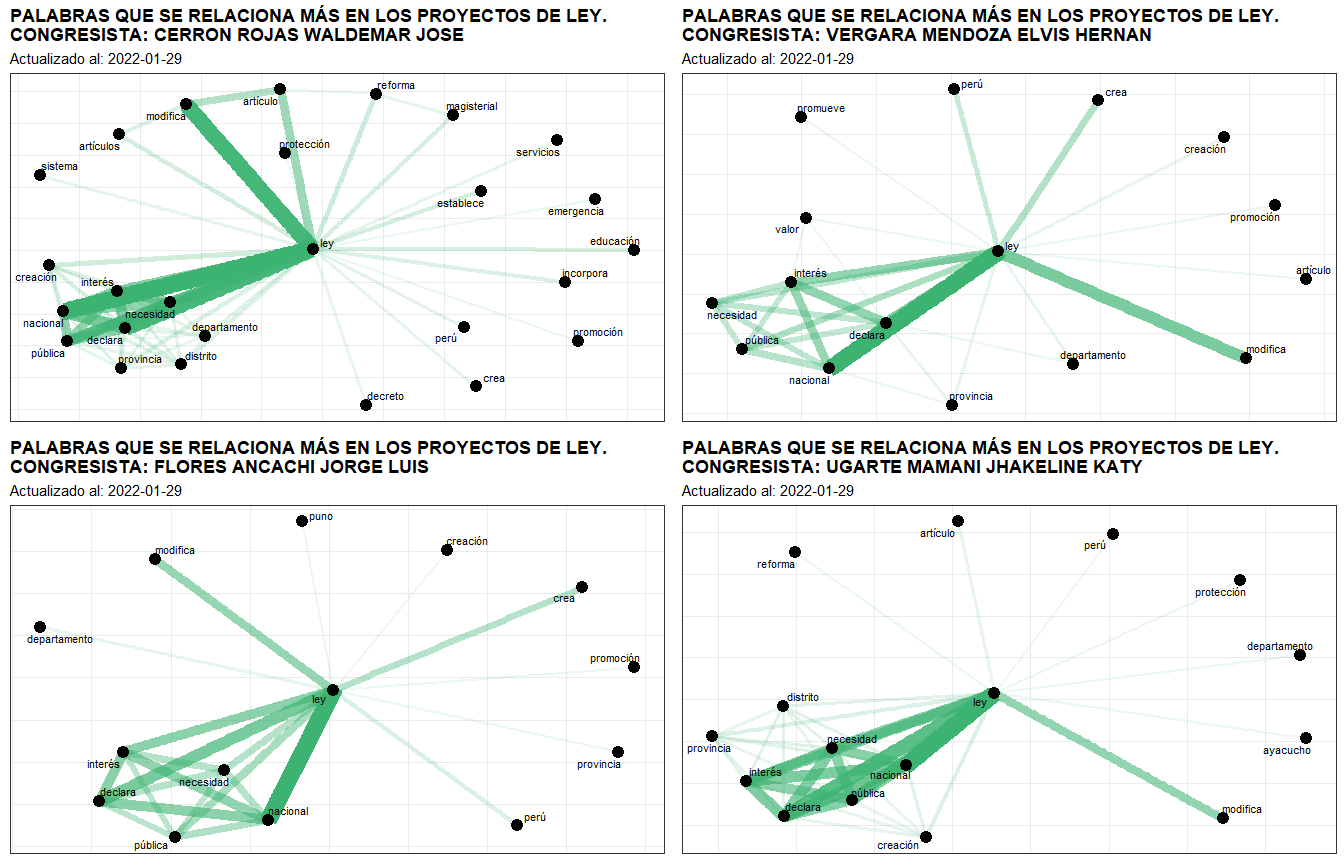 PALABRAS QUE SE RELACIONA MÁS EN LOS PROYECTOS DE LEY.
CONGRESISTA: CERRON ROJAS WALDEMAR JOSE
Actualizado al: 2022-01-29
reforma
artículo
magisterial
modifica
protección
artículos
servicios
sistema
establece
emergencia
ley
educación
creación
interés
incorpora
necesidad
nacional
departamento
declara
perú
promoción
pública
provincia
distrito
crea
decreto
PALABRAS QUE SE RELACIONA MÁS EN LOS PROYECTOS DE LEY.
CONGRESISTA: VERGARA MENDOZA ELVIS HERNAN
Actualizado al: 2022-01-29
perú
crea
promueve
creación
promoción
valor
ley
interés
artículo
necesidad
declara
pública
modifica
departamento
nacional
provincia
PALABRAS QUE SE RELACIONA MÁS EN LOS PROYECTOS DE LEY.
CONGRESISTA: FLORES ANCACHI JORGE LUIS
Actualizado al: 2022-01-29
puno
creación
modifica
crea
departamento
promoción
ley
interés
provincia
necesidad
declara
nacional
perú
pública
PALABRAS QUE SE RELACIONA MÁS EN LOS PROYECTOS DE LEY.
CONGRESISTA: UGARTE MAMANI JHAKELINE KATY
Actualizado al: 2022-01-29
artículo
perú
reforma
protección
departamento
distrito
ley
necesidad
provincia
ayacucho
interés
nacional
pública
declara
modifica
creación